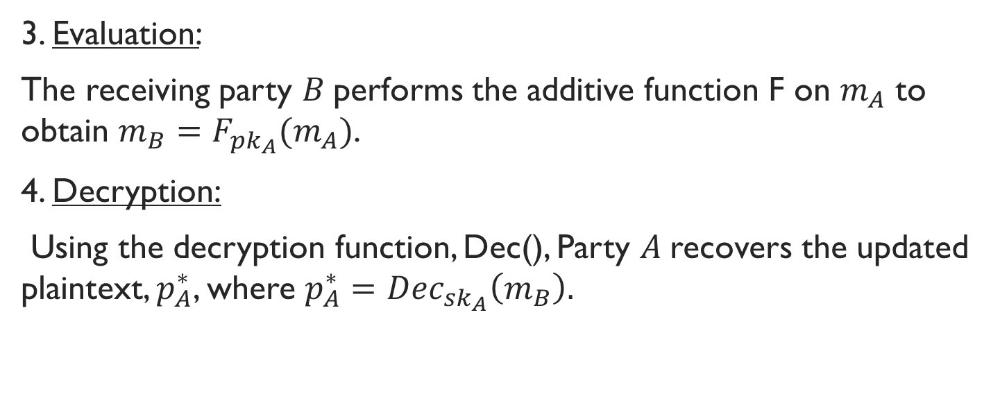 3. Evaluation:
The receiving party B performs the additive function F on m_A to
obtain m_B = F_{pk_A}(m_A).
4. Decryption:
Using the decryption function, Dec(), Party A recovers the updated
plaintext, p_A^*, where p_A^* = Dec_{sk_A}(m_B).